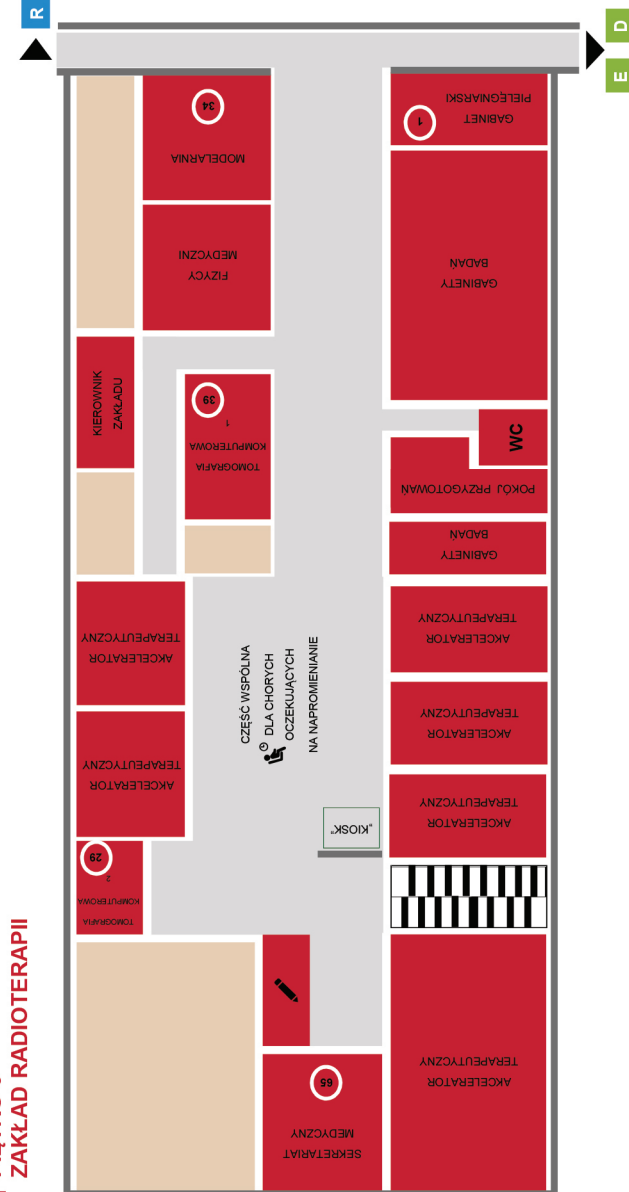 ZAKŁAD RADIOTERAPII
R
E
D
34
MODELARNIA
FIZYCY
MEDYCZNI
KIEROWNIK
ZAKŁADU
39
TOMOGRAFIA
KOMPUTEROWA
1
AKCELERATOR
TERAPEUTYCZNY
AKCELERATOR
TERAPEUTYCZNY
29
TOMOGRAFIA
KOMPUTEROWA
2
CZĘŚĆ WSPÓLNA
DLA CHORYCH
OCZEKUJĄCYCH
NA NAPROMIENIANIE
„KIOSK”
65
SEKRETARIAT
MEDYCZNY
GABINET
PIELĘGNIARSKI
1
GABINETY
BADAŃ
WC
POKÓJ PRZYGOTOWAŃ
GABINETY
BADAŃ
AKCELERATOR
TERAPEUTYCZNY
AKCELERATOR
TERAPEUTYCZNY
AKCELERATOR
TERAPEUTYCZNY
AKCELERATOR
TERAPEUTYCZNY